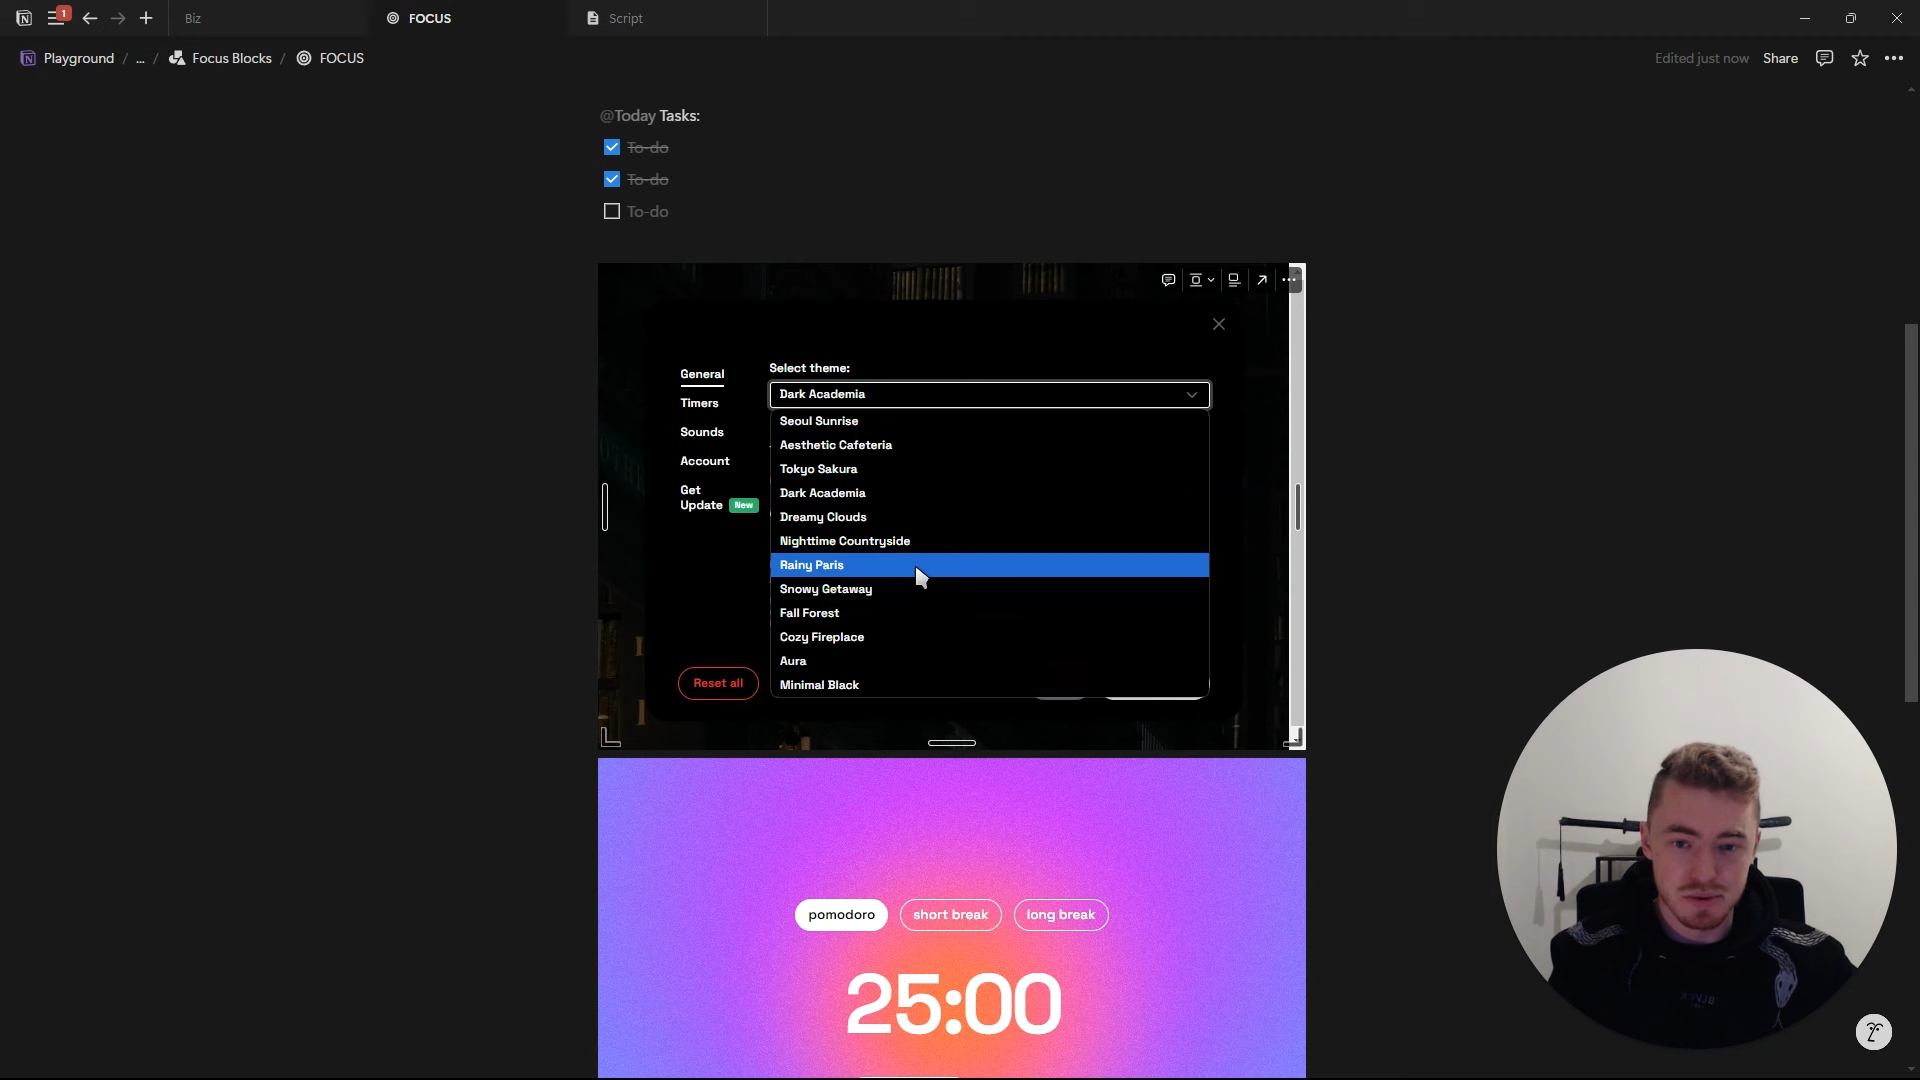 1
Biz
FOCUS
Script
Playground / ... / Focus Blocks / FOCUS
Edited just now
Share
@Today Tasks:
To-do
To-do
To-do
General
Timers
Sounds
Account
Get
Update New
Reset all
Select theme:
Dark Academia
Seoul Sunrise
Aesthetic Cafeteria
Tokyo Sakura
Dark Academia
Dreamy Clouds
Nighttime Countryside
Rainy Paris
Snowy Getaway
Fall Forest
Cozy Fireplace
Aura
Minimal Black
pomodoro
short break
long break
25:00